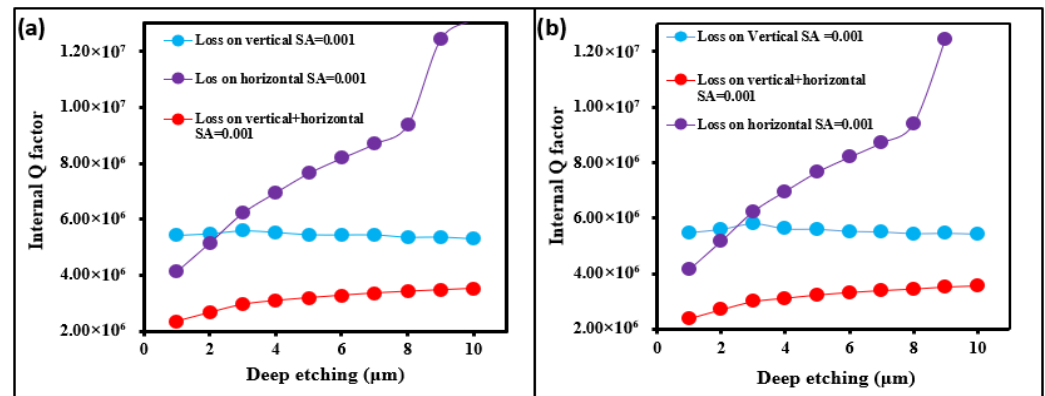 (a)
Internal Q factor
1.20×10⁷
1.00×10⁷
8.00×10⁶
6.00×10⁶
4.00×10⁶
2.00×10⁶
Loss on vertical SA=0.001
Los on horizontal SA=0.001
Loss on vertical+horizontal
SA=0.001
0 2 4 6 8 10
Deep etching (µm)
(b)
Internal Q factor
1.20×10⁷
1.00×10⁷
8.00×10⁶
6.00×10⁶
4.00×10⁶
2.00×10⁶
Loss on Vertical SA =0.001
Loss on vertical+horizontal
SA=0.001
Loss on horizontal SA=0.001
0 2 4 6 8 10
Deep etching (µm)